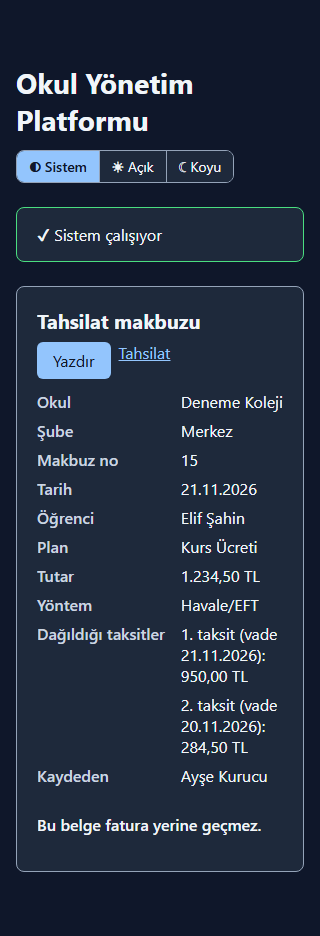 Okul Yönetim
Platformu
Sistem
Açık
Koyu
✔ Sistem çalışıyor
Tahsilat makbuzu
Yazdır
Tahsilat
Okul Deneme Koleji
Şube Merkez
Makbuz no 15
Tarih 21.11.2026
Öğrenci Elif Şahin
Plan Kurs Ücreti
Tutar 1.234,50 TL
Yöntem Havale/EFT
Dağıldığı taksitler 1. taksit (vade
21.11.2026):
950,00 TL
2. taksit (vade
20.11.2026):
284,50 TL
Kaydeden Ayşe Kurucu
Bu belge fatura yerine geçmez.